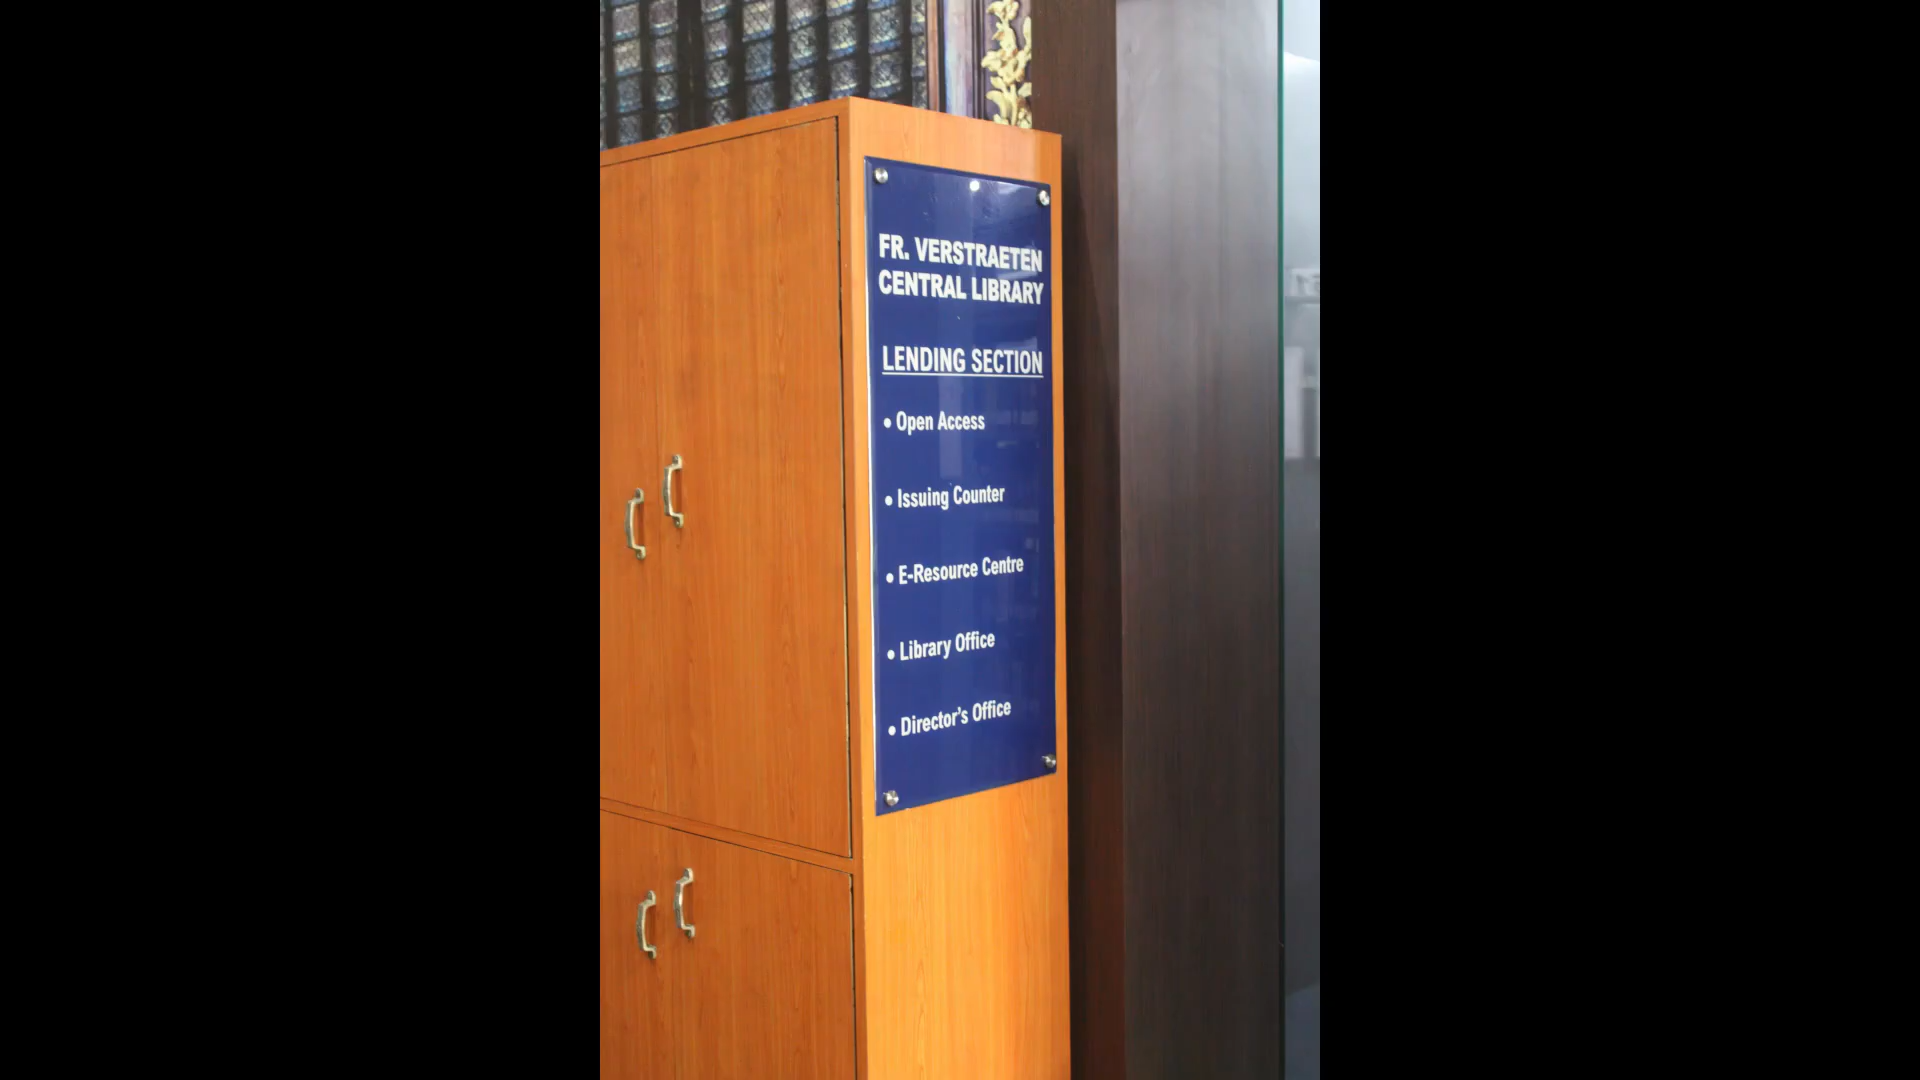 FR. VERSTRAETEN
CENTRAL LIBRARY
LENDING SECTION
• Open Access
• Issuing Counter
• E-Resource Centre
• Library Office
• Director's Office